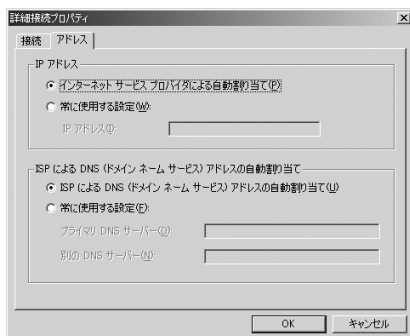 詳細接続プロパティ
接続 アドレス
IP アドレス
インターネット サービス プロバイダによる自動割り当て(P)
常に使用する設定(W):
IP アドレス(I):
ISP による DNS (ドメイン ネーム サービス) アドレスの自動割り当て
ISP による DNS (ドメイン ネーム サービス) アドレスの自動割り当て(U)
常に使用する設定(F):
プライマリ DNS サーバー(D):
別の DNS サーバー(N):
OK キャンセル